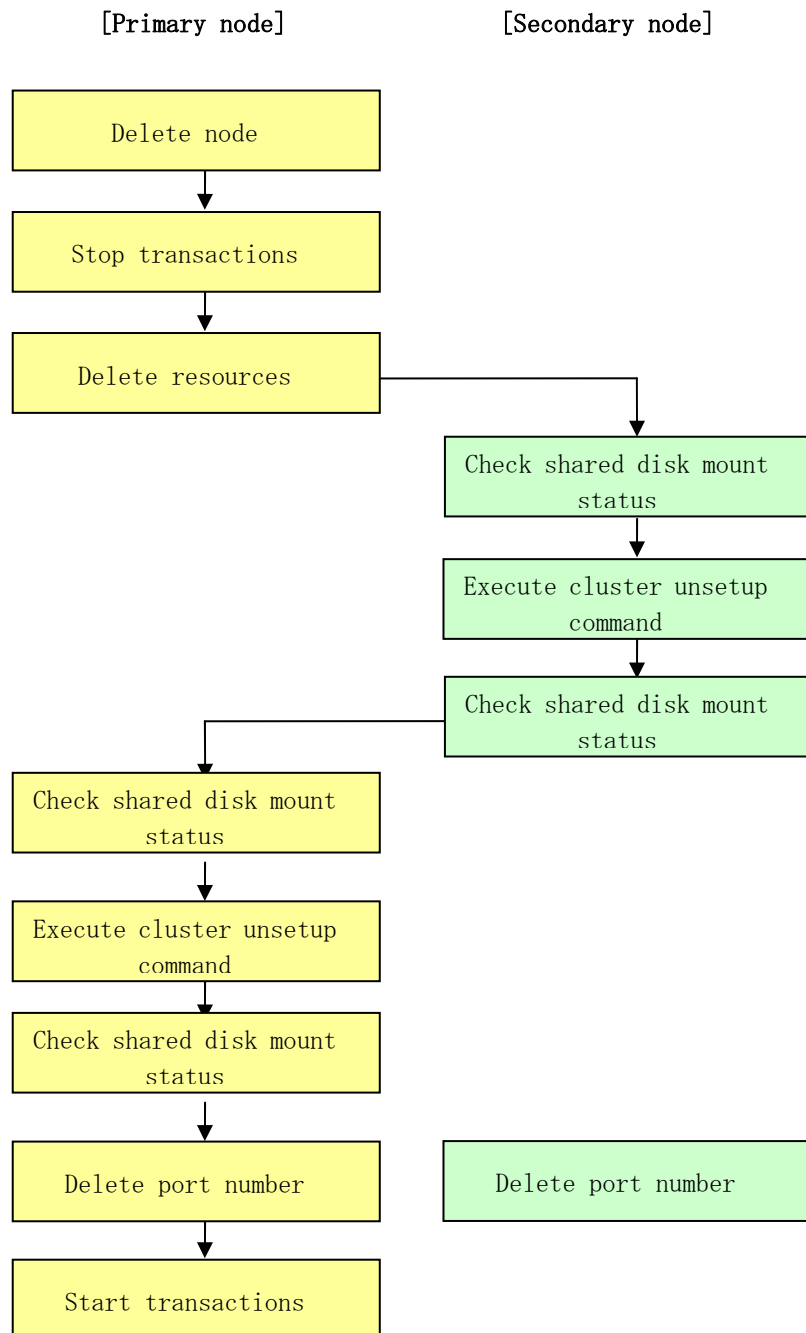 [Primary node]
[Secondary node]
Delete node
Stop transactions
Delete resources
Check shared disk mount
status
Execute cluster unsetup
command
Check shared disk mount
status
Check shared disk mount
status
Execute cluster unsetup
command
Check shared disk mount
status
Delete port number
Delete port number
Start transactions